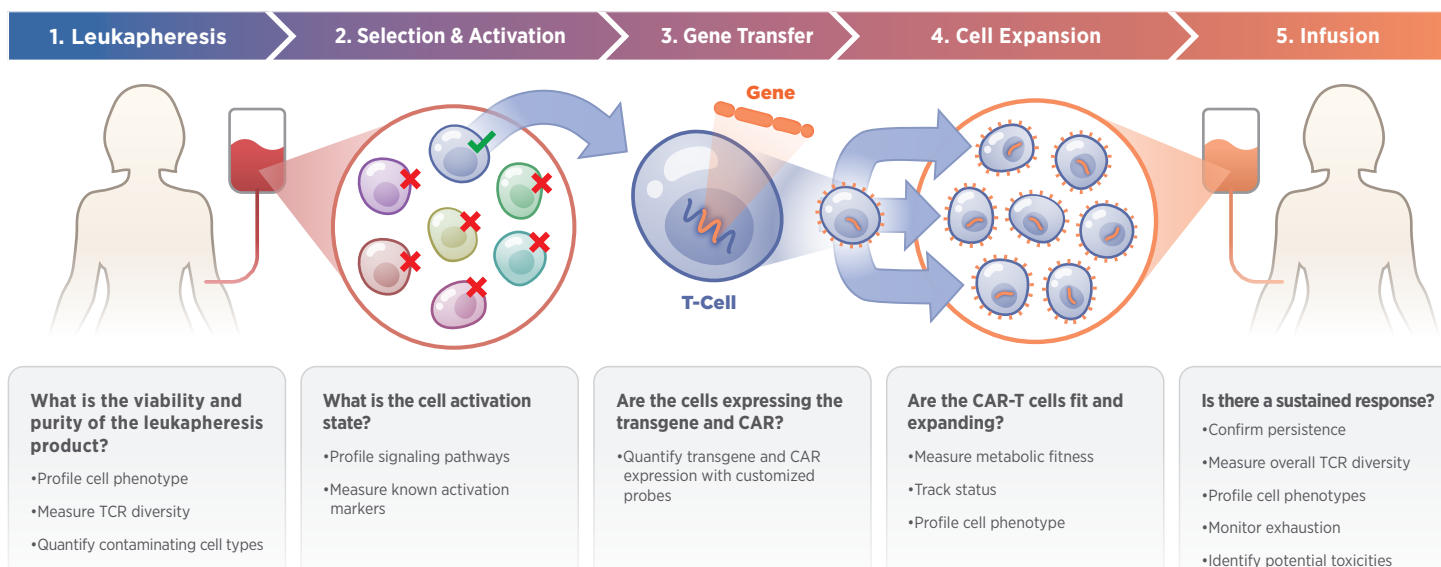 1. Leukapheresis
2. Selection & Activation
3. Gene Transfer
4. Cell Expansion
5. Infusion
Gene
T-Cell
What is the viability and
purity of the leukapheresis
product?
•Profile cell phenotype
•Measure TCR diversity
•Quantify contaminating cell types
What is the cell activation
state?
•Profile signaling pathways
•Measure known activation
markers
Are the cells expressing the
transgene and CAR?
•Quantify transgene and CAR
expression with customized
probes
Are the CAR-T cells fit and
expanding?
•Measure metabolic fitness
•Track status
•Profile cell phenotype
Is there a sustained response?
•Confirm persistence
•Measure overall TCR diversity
•Profile cell phenotypes
•Monitor exhaustion
•Identify potential toxicities